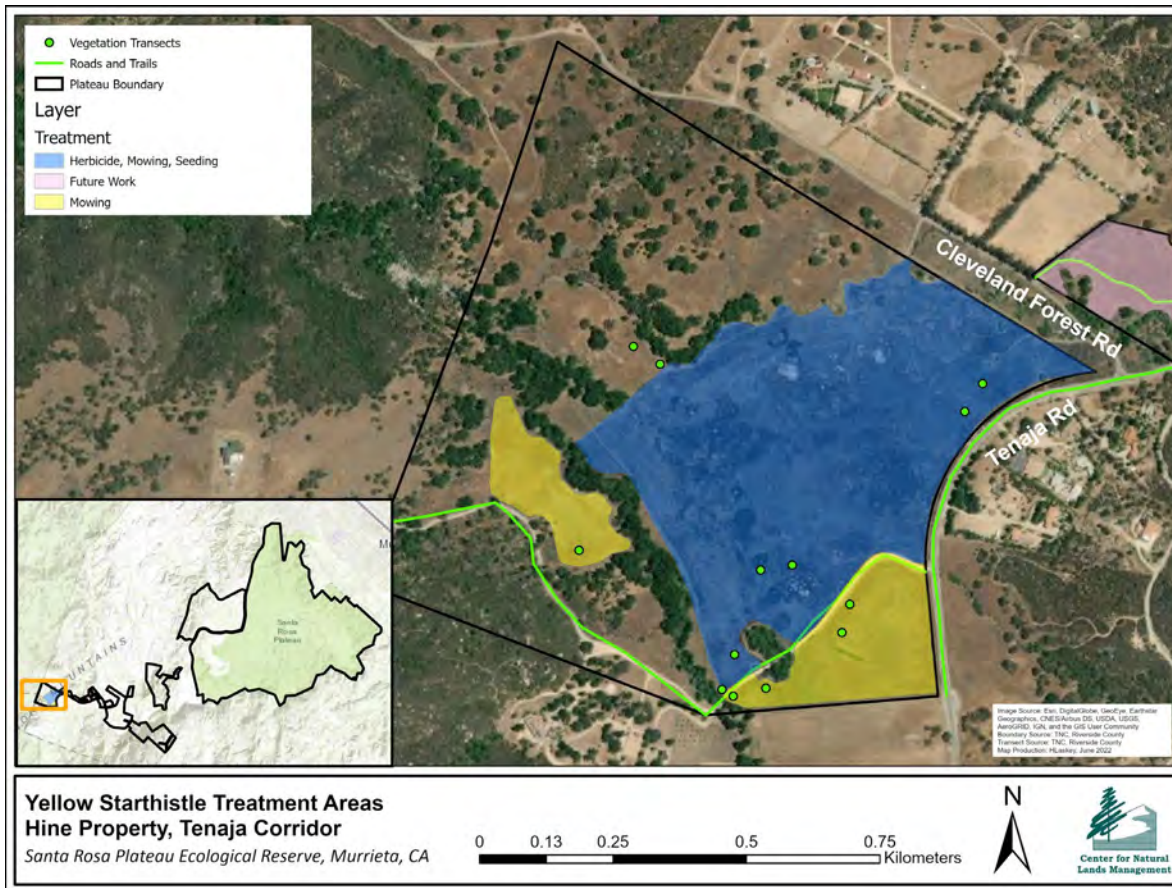 Vegetation Transects
Roads and Trails
Plateau Boundary
Layer
Treatment
Herbicide, Mowing, Seeding
Future Work
Mowing
Cleveland Forest Rd
Tenaja Rd
Santa
Rosa
Plateau
UNTAINS
Image Source: Esri, DigitalGlobe, GeoEye, Earthstar
Geographics, CNES/Airbus DS, USDA, USGS,
AeroGRID, IGN, and the GIS User Community
Boundary Source: TNC, Riverside County
Transect Source: TNC, Riverside County
Map Production: HLaskey, June 2022
Yellow Starthistle Treatment Areas
Hine Property, Tenaja Corridor
Santa Rosa Plateau Ecological Reserve, Murrieta, CA
0 0.13 0.25 0.5 0.75
Kilometers
N
Center for Natural
Lands Management